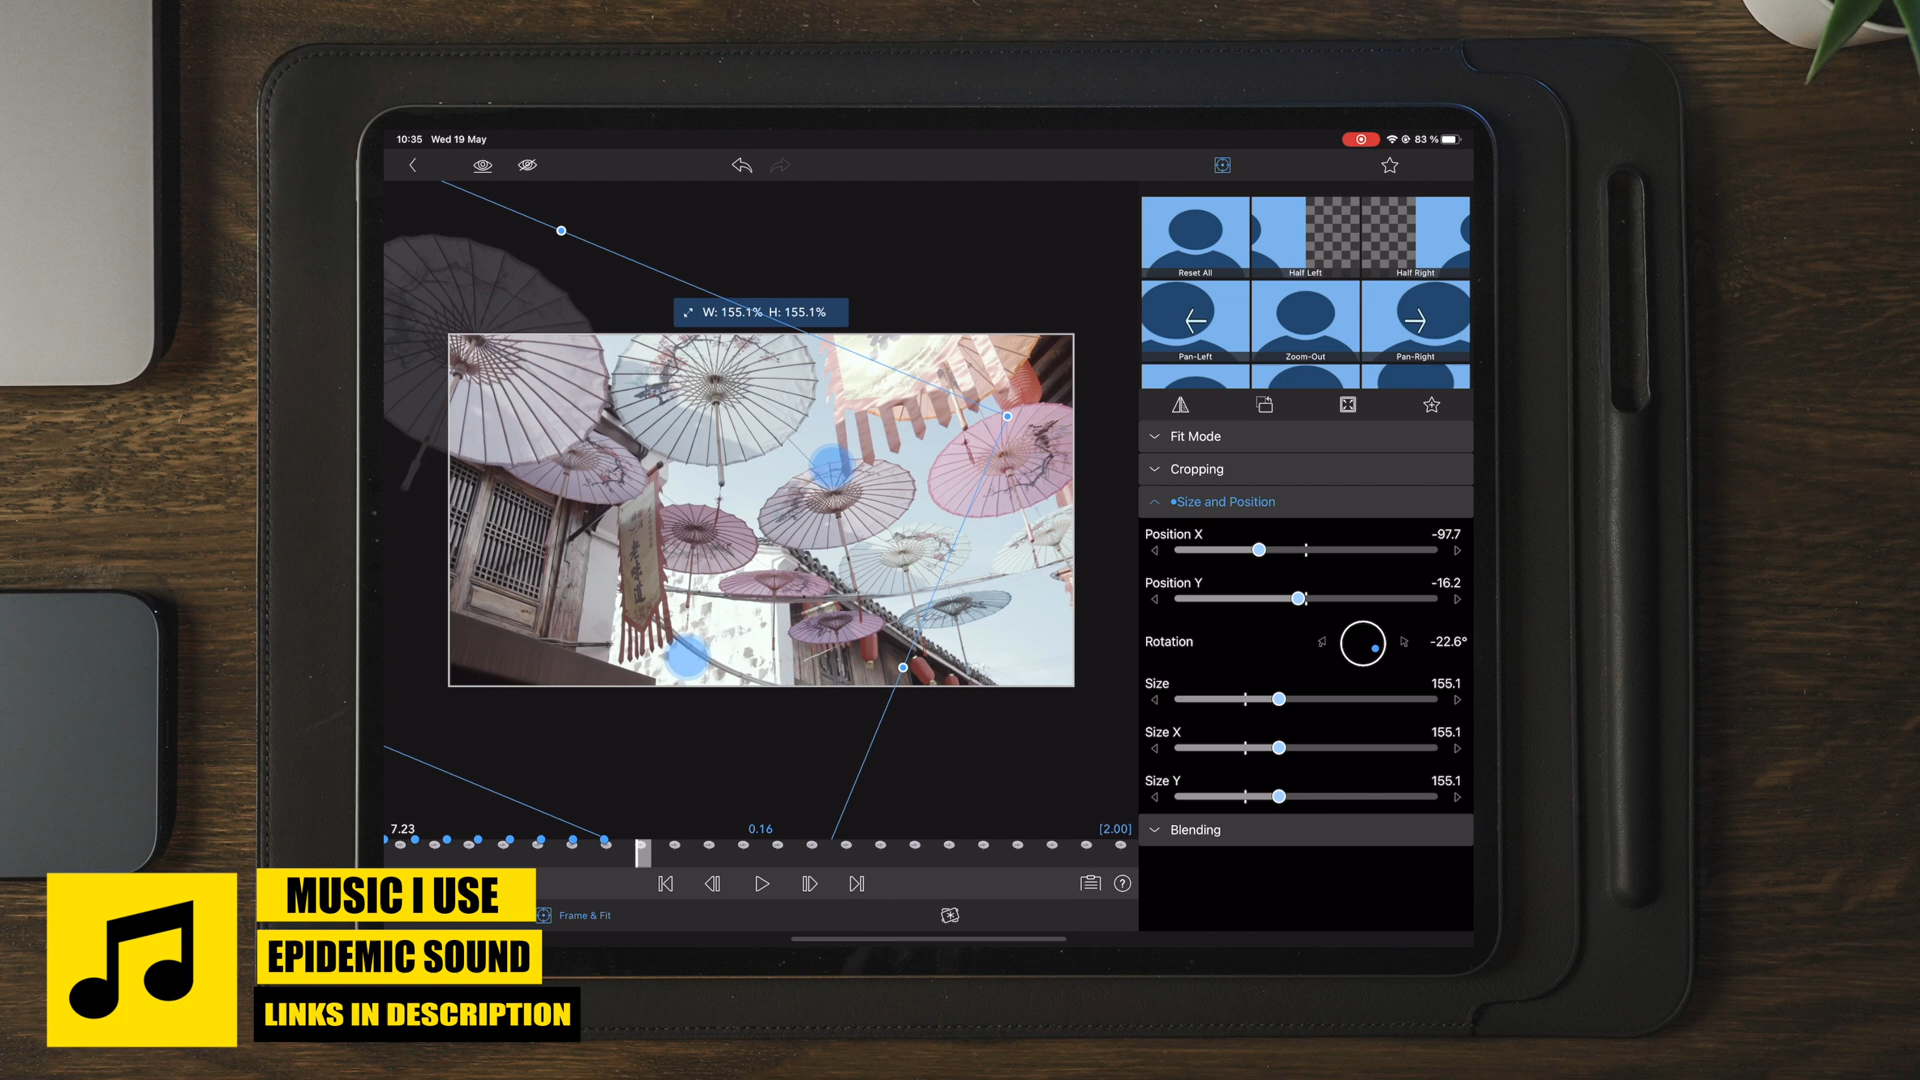 10:35 Wed 19 May
83 %
Reset All
Half Left
Half Right
W: 155.1% H: 155.1%
Pan-Left
Zoom-Out
Pan-Right
Fit Mode
Cropping
Size and Position
Position X -97.7
Position Y -16.2
Rotation -22.6°
Size 155.1
Size X 155.1
Size Y 155.1
7.23
0.16
[2.00]
Blending
Frame & Fit
MUSIC I USE
EPIDEMIC SOUND
LINKS IN DESCRIPTION